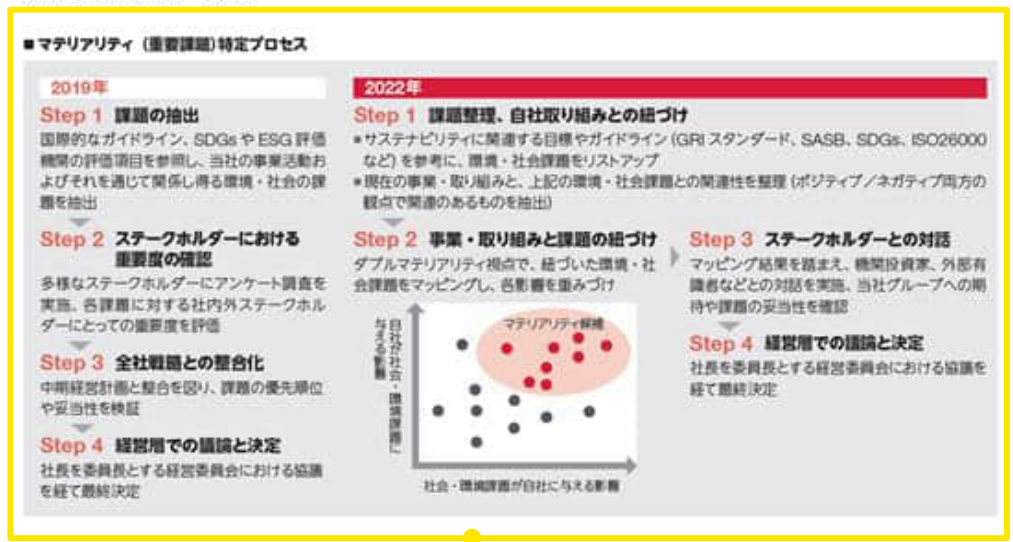 ■マテリアリティ（重要課題）特定プロセス
2019年
Step 1 課題の抽出
国際的なガイドライン、SDGsやESG評価
機関の評価項目を参照し、当社の事業活動お
よびそれを通じて関係し得る環境・社会の課
題を抽出
Step 2 ステークホルダーにおける
重要度の確認
多様なステークホルダーにアンケート調査を
実施、各課題に対する社内外ステークホル
ダーにとっての重要度を評価
Step 3 全社戦略との整合化
中期経営計画と整合を図り、課題の優先順位
や妥当性を検証
Step 4 経営層での議論と決定
社長を委員長とする経営委員会における協議
を経て最終決定
2022年
Step 1 課題整理、自社取り組みとの紐づけ
●サステナビリティに関連する目標やガイドライン（GRIスタンダード、SASB、SDGs、ISO26000
など）を参考に、環境・社会課題をリストアップ
●現在の事業・取り組みと、上記の環境・社会課題との関連性を整理（ポジティブ／ネガティブ両方の
観点で関連のあるものを抽出）
Step 2 事業・取り組みと課題の紐づけ
ダブルマテリアリティ視点で、紐づいた環境・社
会課題をマッピングし、各影響を重みづけ
マテリアリティ候補
自社が社会・環境課題に
与える影響
社会・環境課題が自社に与える影響
Step 3 ステークホルダーとの対話
マッピング結果を踏まえ、機関投資家、外部有
識者などとの対話を実施、当社グループへの期
待や課題の妥当性を確認
Step 4 経営層での議論と決定
社長を委員長とする経営委員会における協議を
経て最終決定